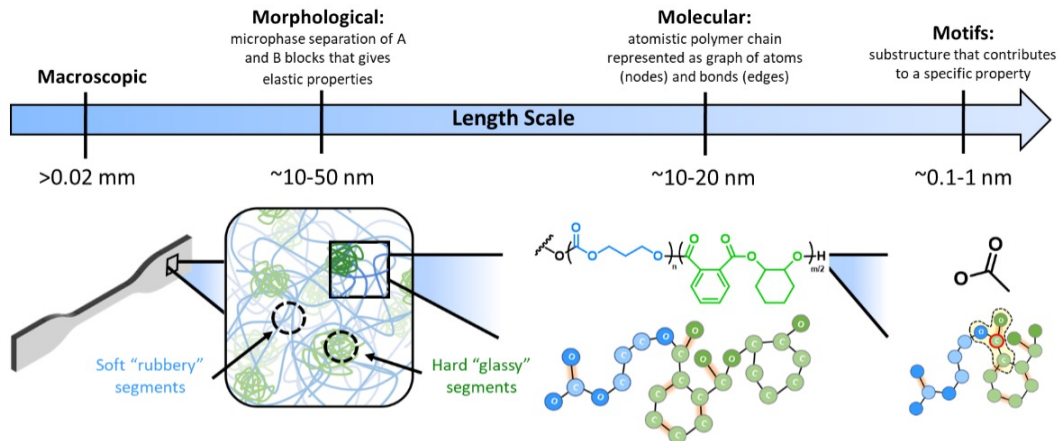 Macroscopic
Morphological:
microphase separation of A
and B blocks that gives
elastic properties
Molecular:
atomistic polymer chain
represented as graph of atoms
(nodes) and bonds (edges)
Motifs:
substructure that contributes
to a specific property
Length Scale
>0.02 mm
~10-50 nm
~10-20 nm
~0.1-1 nm
Soft "rubbery"
segments
Hard "glassy"
segments
O
O
O
O
n
O
O
O
O
H
m/2
O
O